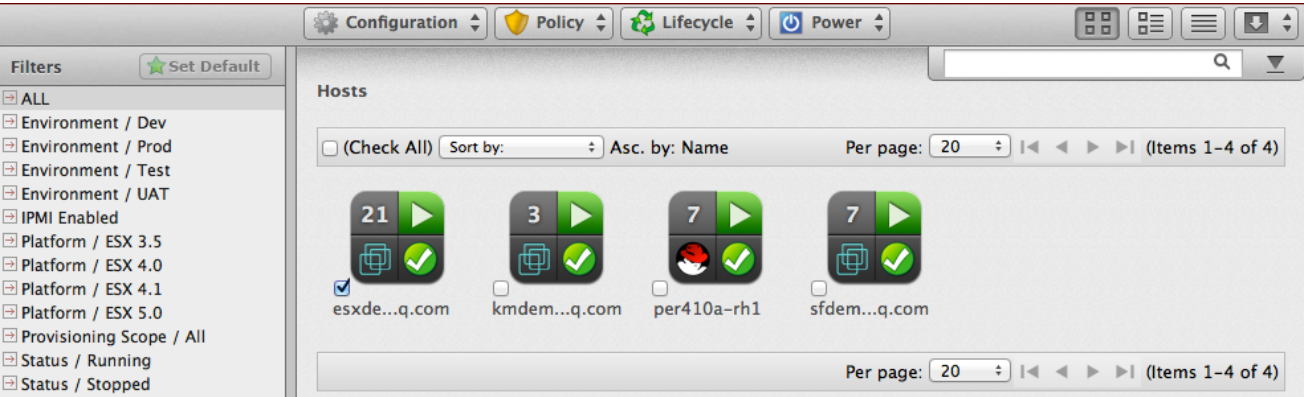 Configuration Policy Lifecycle Power
Filters Set Default
ALL
Environment / Dev
Environment / Prod
Environment / Test
Environment / UAT
IPMI Enabled
Platform / ESX 3.5
Platform / ESX 4.0
Platform / ESX 4.1
Platform / ESX 5.0
Provisioning Scope / All
Status / Running
Status / Stopped
Hosts
(Check All) Sort by: Asc. by: Name Per page: 20 (Items 1-4 of 4)
21 3 7 7
esxde...q.com kmdem...q.com per410a-rh1 sfdem...q.com
Per page: 20 (Items 1-4 of 4)